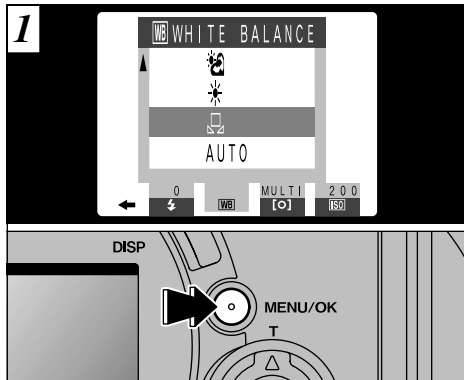 1
WB WHITE BALANCE
AUTO
0 MULTI 200
WB [O] ISO
DISP
MENU/OK
T